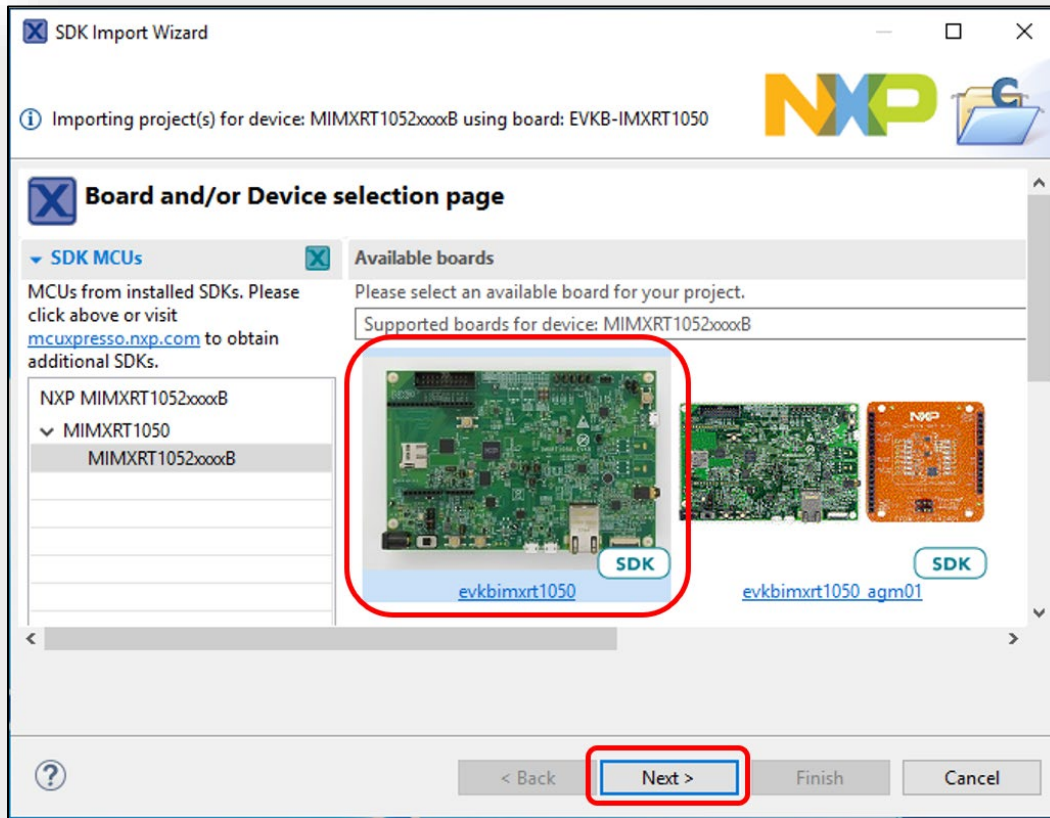 SDK Import Wizard
Importing project(s) for device: MIMXRT1052xxxxB using board: EVKB-IMXRT1050
NXP
C
Board and/or Device selection page
SDK MCUs
MCUs from installed SDKs. Please
click above or visit
mcuxpresso.nxp.com to obtain
additional SDKs.
NXP MIMXRT1052xxxxB
MIMXRT1050
MIMXRT1052xxxxB
Available boards
Please select an available board for your project.
Supported boards for device: MIMXRT1052xxxxB
SDK
evkbimxrt1050
NXP
SDK
evkbimxrt1050_agm01
< Back
Next >
Finish
Cancel